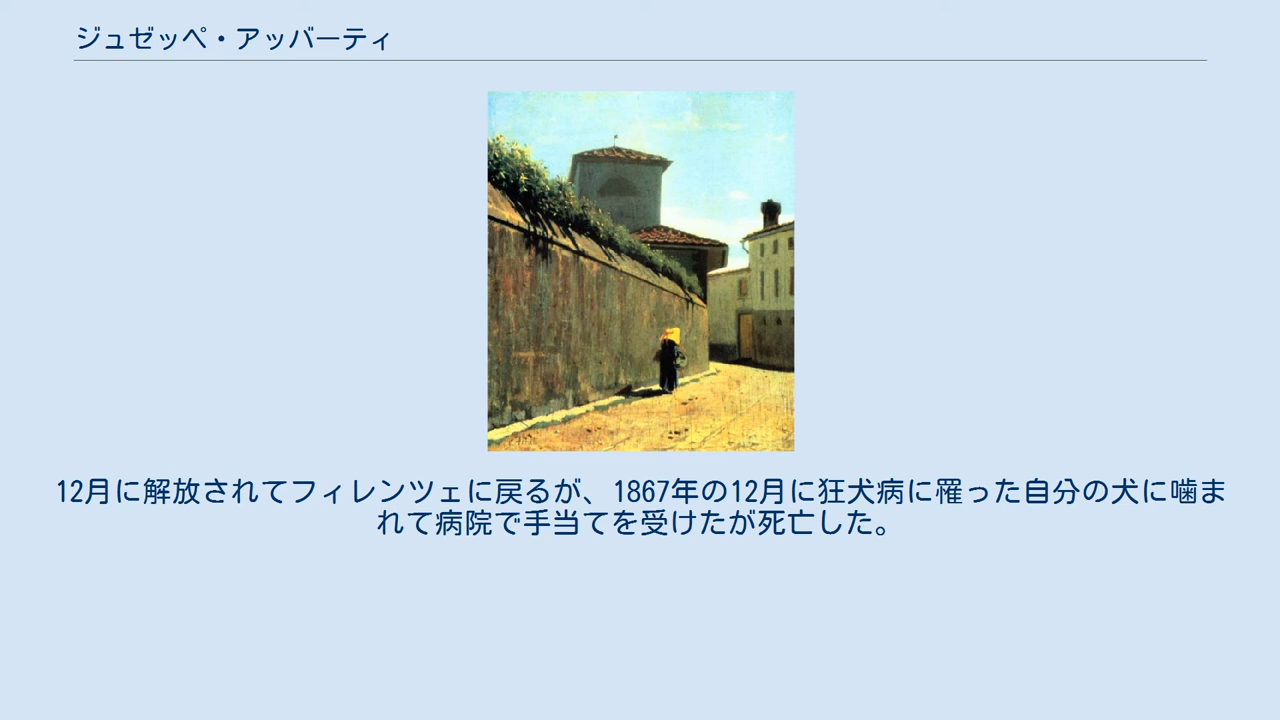 ジュゼッペ・アッバーティ
12月に解放されてフィレンツェに戻るが、1867年の12月に狂犬病に罹った自分の犬に噛ま
れて病院で手当てを受けたが死亡した。